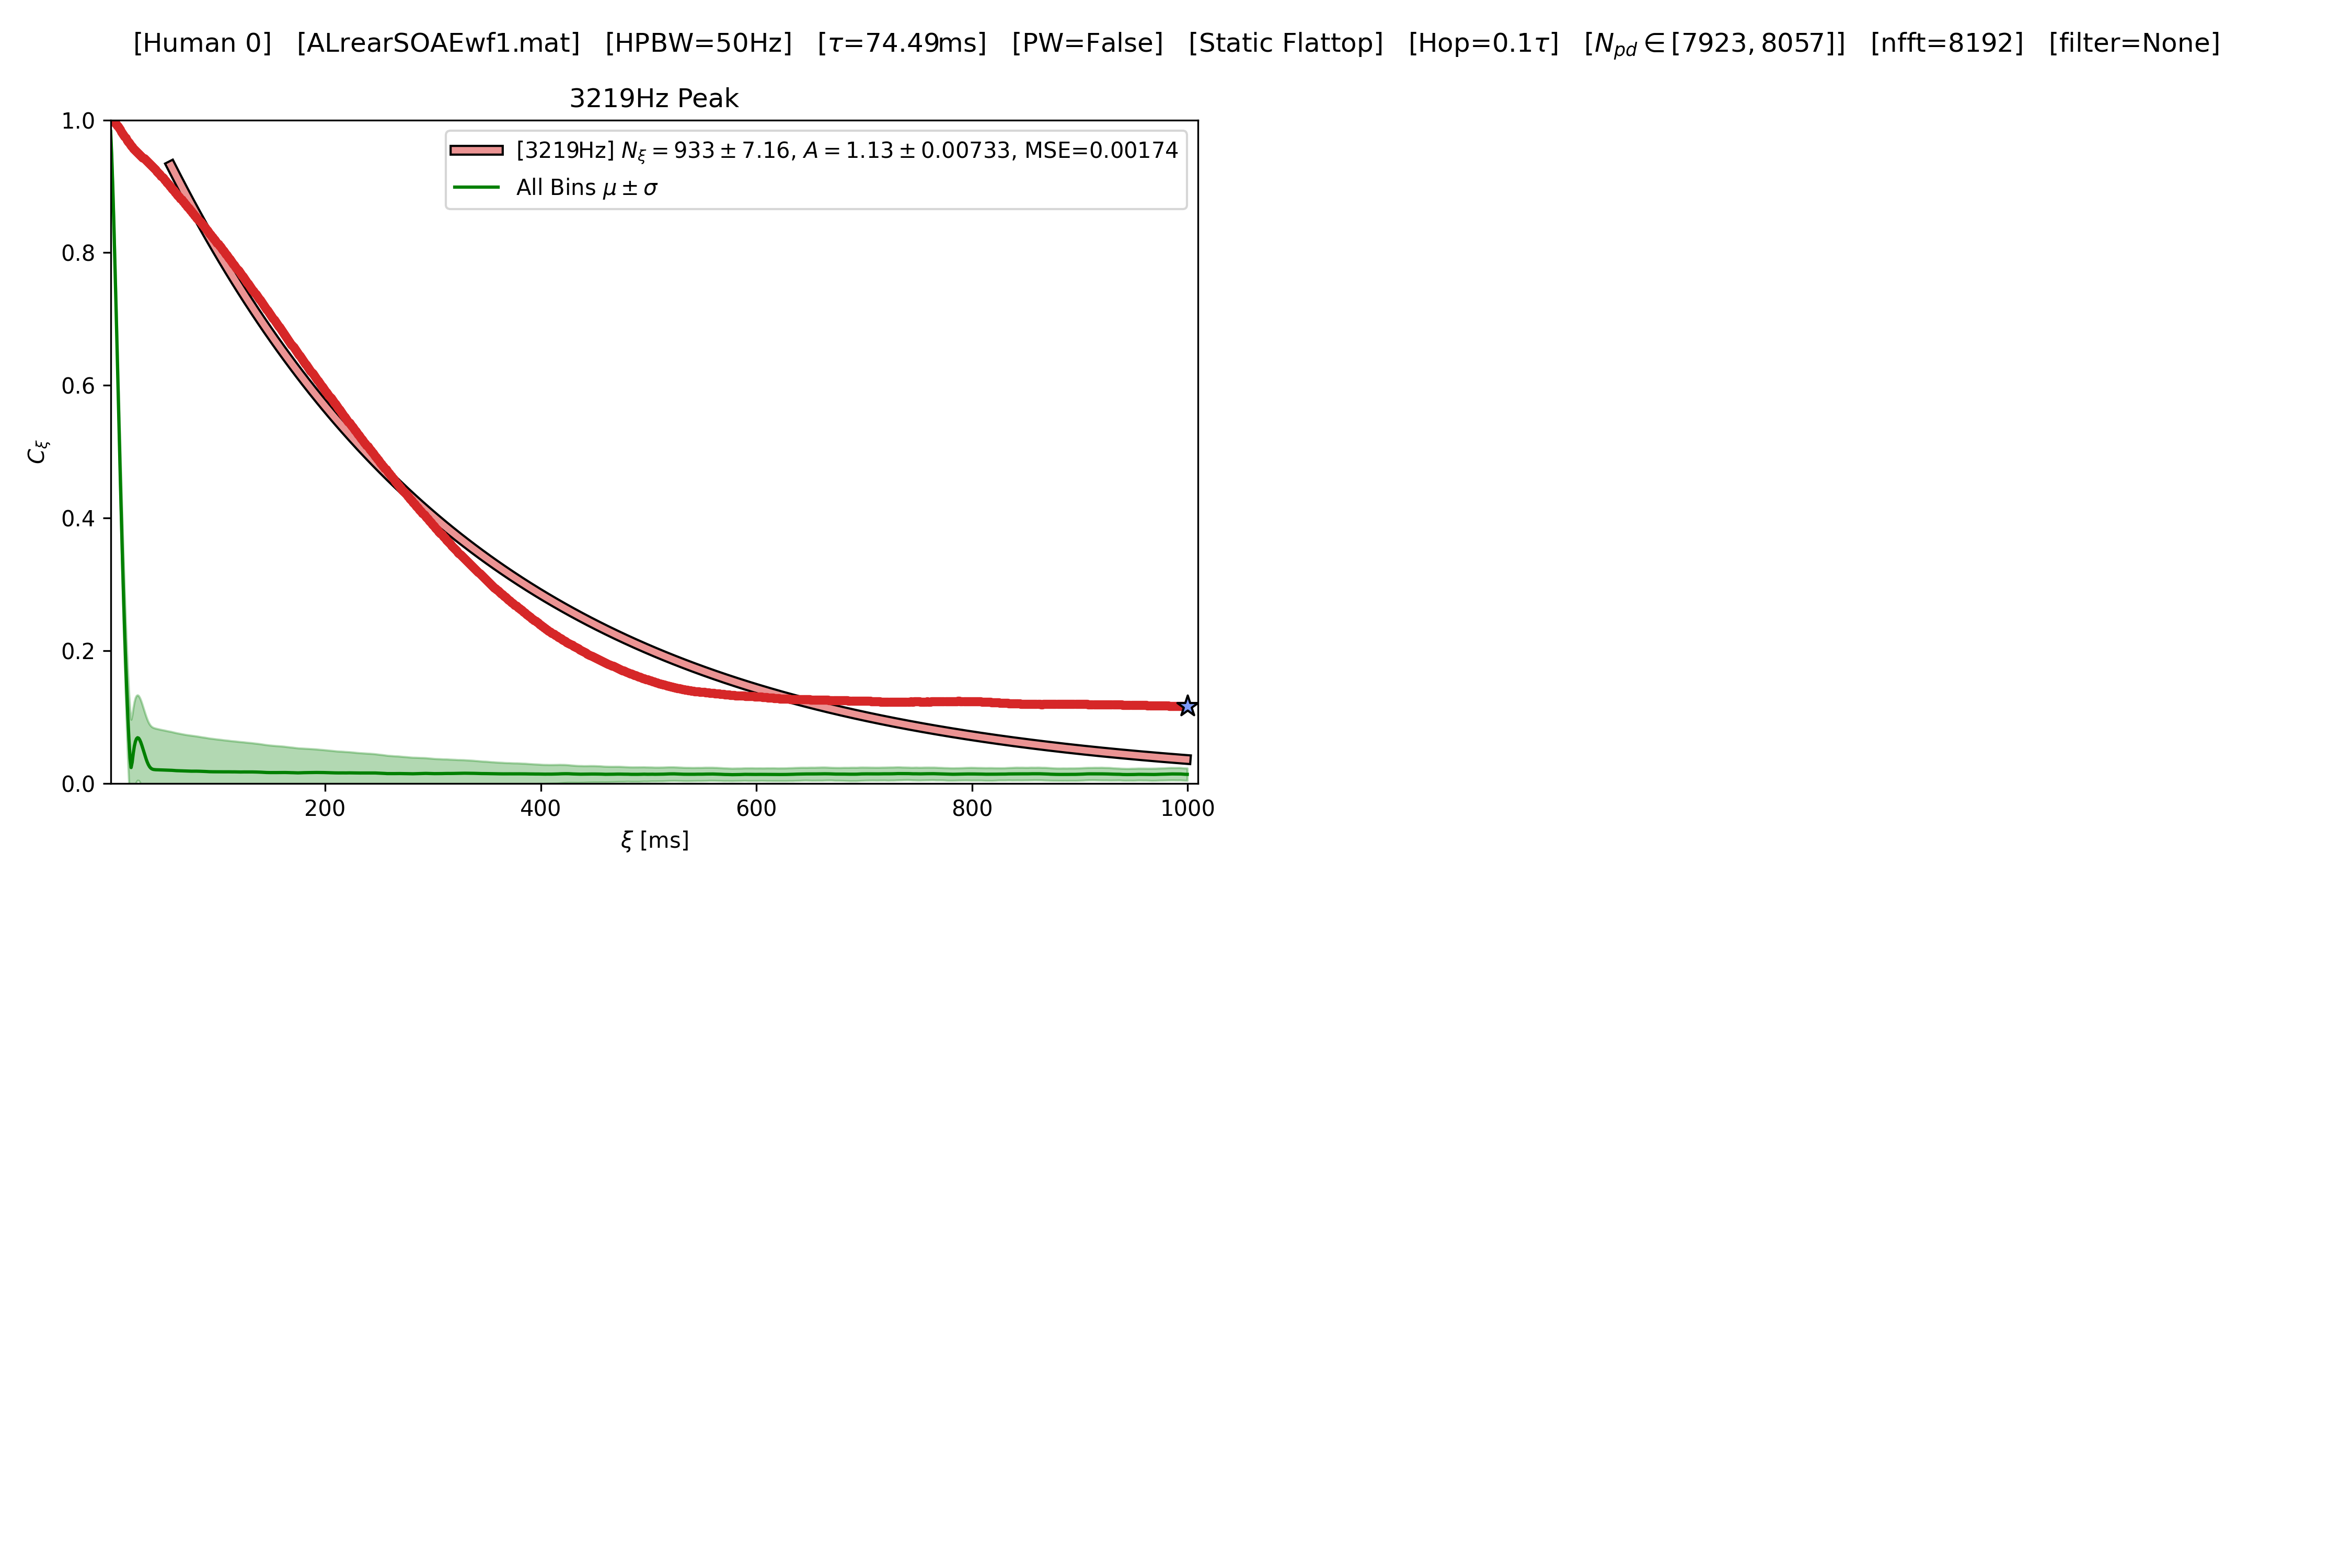 [Human 0]   [ALrearSOAEwf1.mat]   [HPBW=50Hz]   [τ=74.49ms]   [PW=False]   [Static Flattop]   [Hop=0.1τ]   [N_pd ∈ [7923, 8057]]   [nfft=8192]   [filter=None]
3219Hz Peak
[3219Hz] N_ξ = 933 ± 7.16, A = 1.13 ± 0.00733, MSE=0.00174
All Bins μ ± σ
1.0
0.8
0.6
0.4
0.2
0.0
C_ξ
200 400 600 800 1000
ξ [ms]